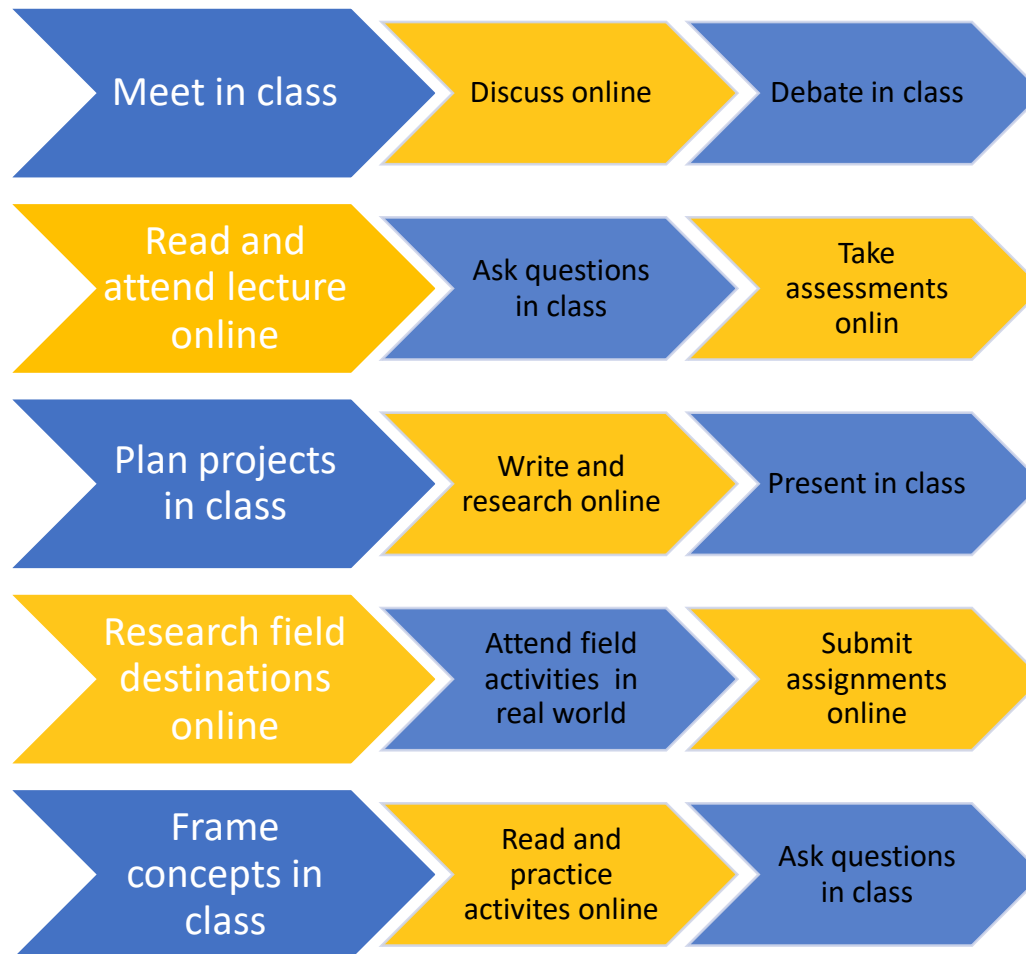 Meet in class
Discuss online
Debate in class
Read and
attend lecture
online
Ask questions
in class
Take
assessments
onlin
Plan projects
in class
Write and
research online
Present in class
Research field
destinations
online
Attend field
activities  in
real world
Submit
assignments
online
Frame
concepts in
class
Read and
practice
activites online
Ask questions
in class